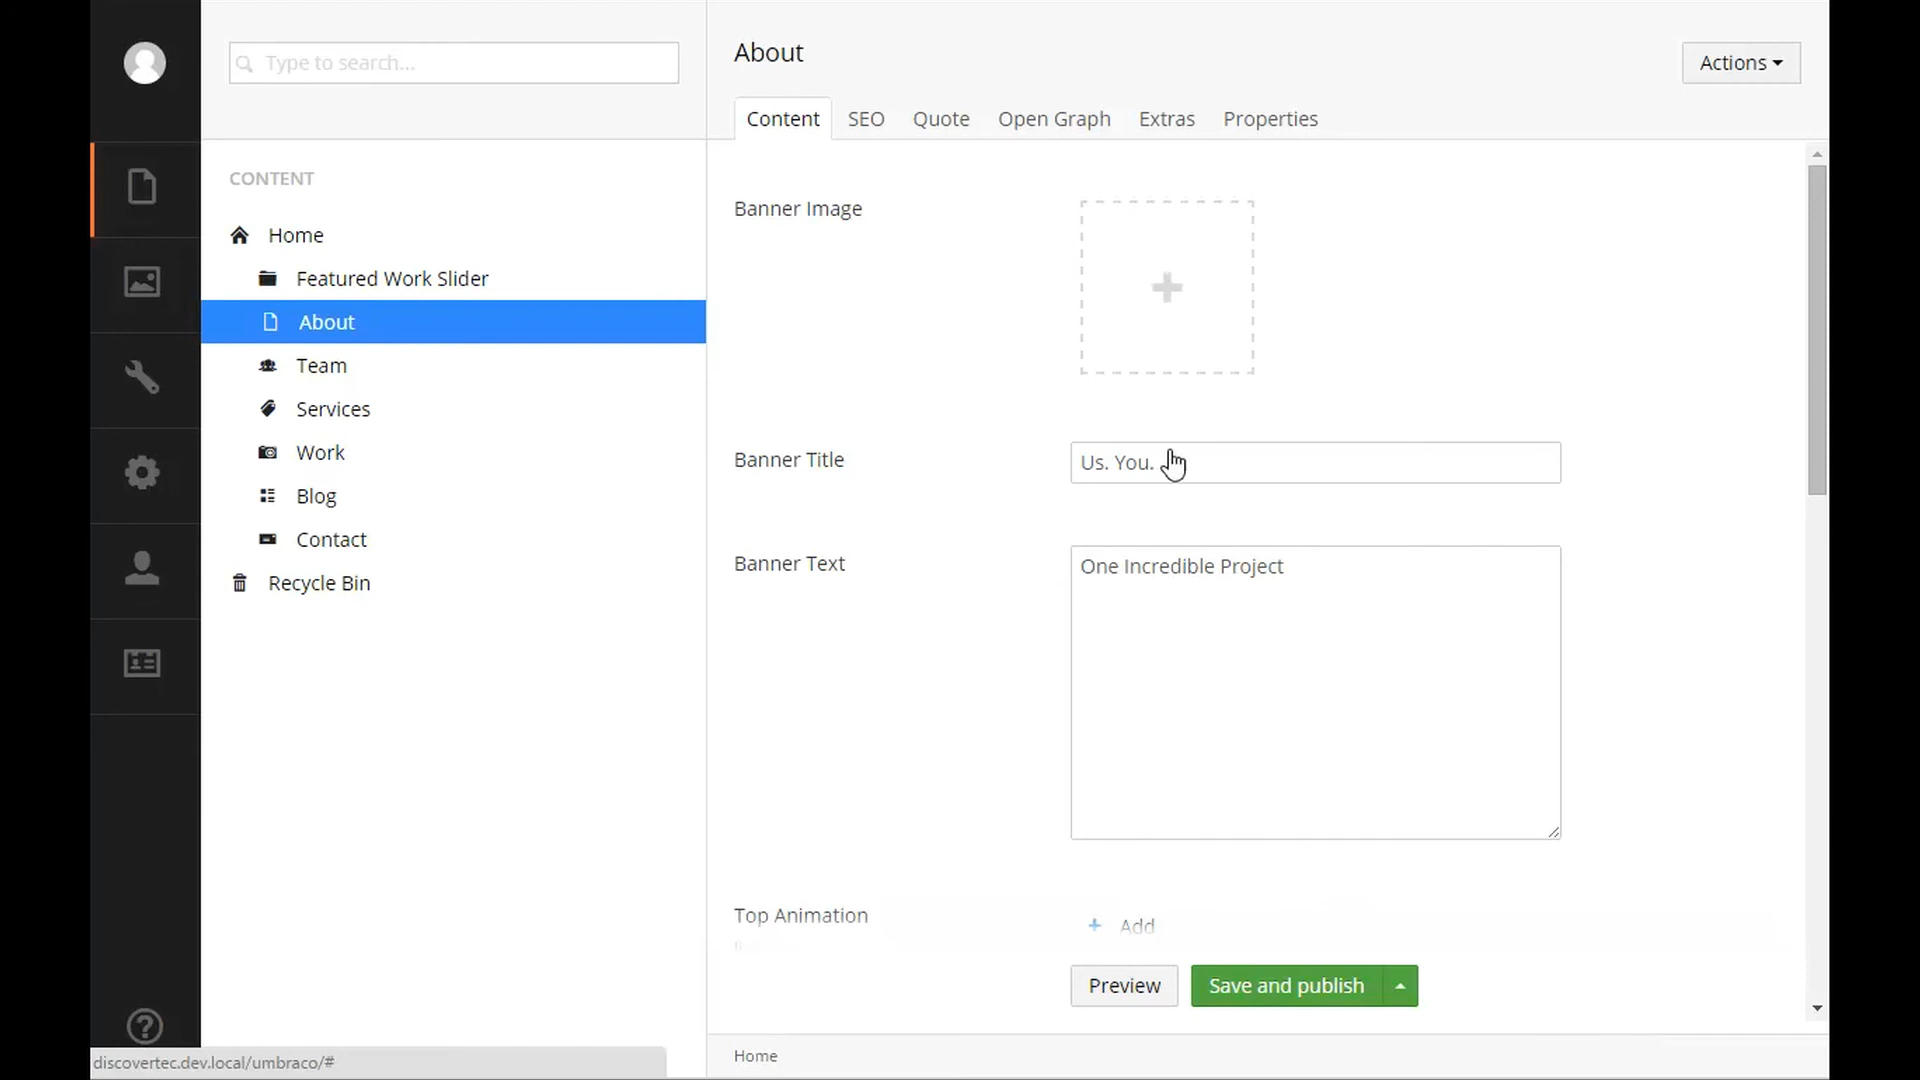 Type to search...
About
Actions
Content SEO Quote Open Graph Extras Properties
CONTENT
Home
Featured Work Slider
About
Team
Services
Work
Blog
Contact
Recycle Bin
Banner Image
Banner Title
Us. You.
Banner Text
One Incredible Project
Top Animation
Add
Preview
Save and publish
Home
discovertec.dev.local/umbraco/#